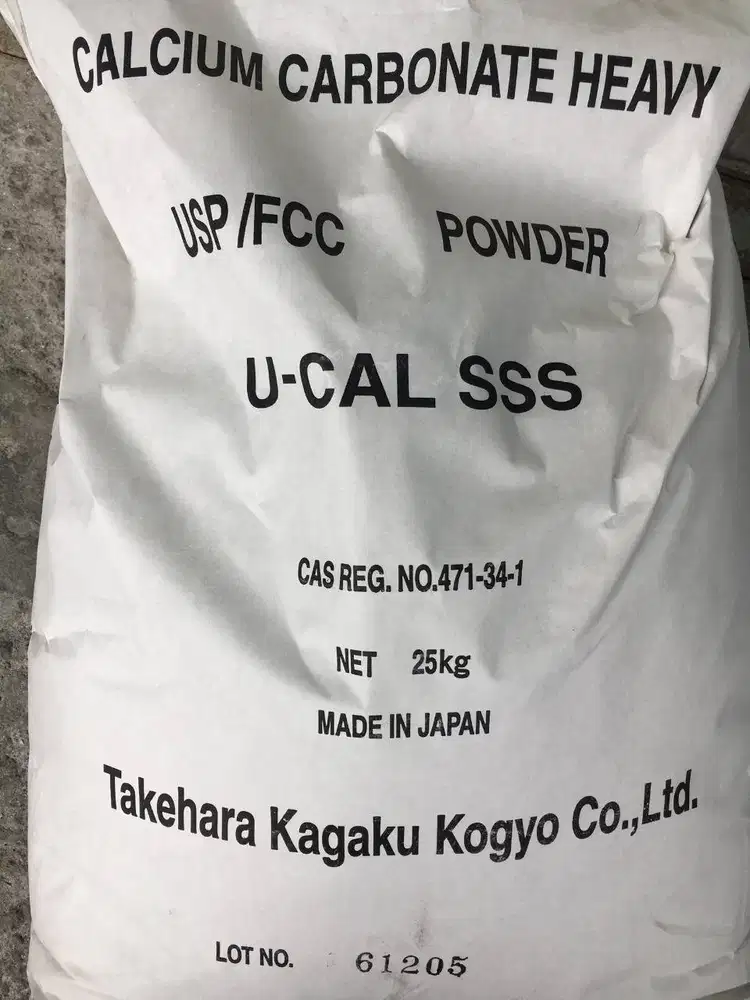 CALCIUM CARBONATE HEAVY
USP/FCC POWDER
U-CAL SSS
CAS REG. NO.471-34-1
NET 25kg
MADE IN JAPAN
Takehara Kagaku Kogyo Co.,Ltd.
LOT NO. 61205